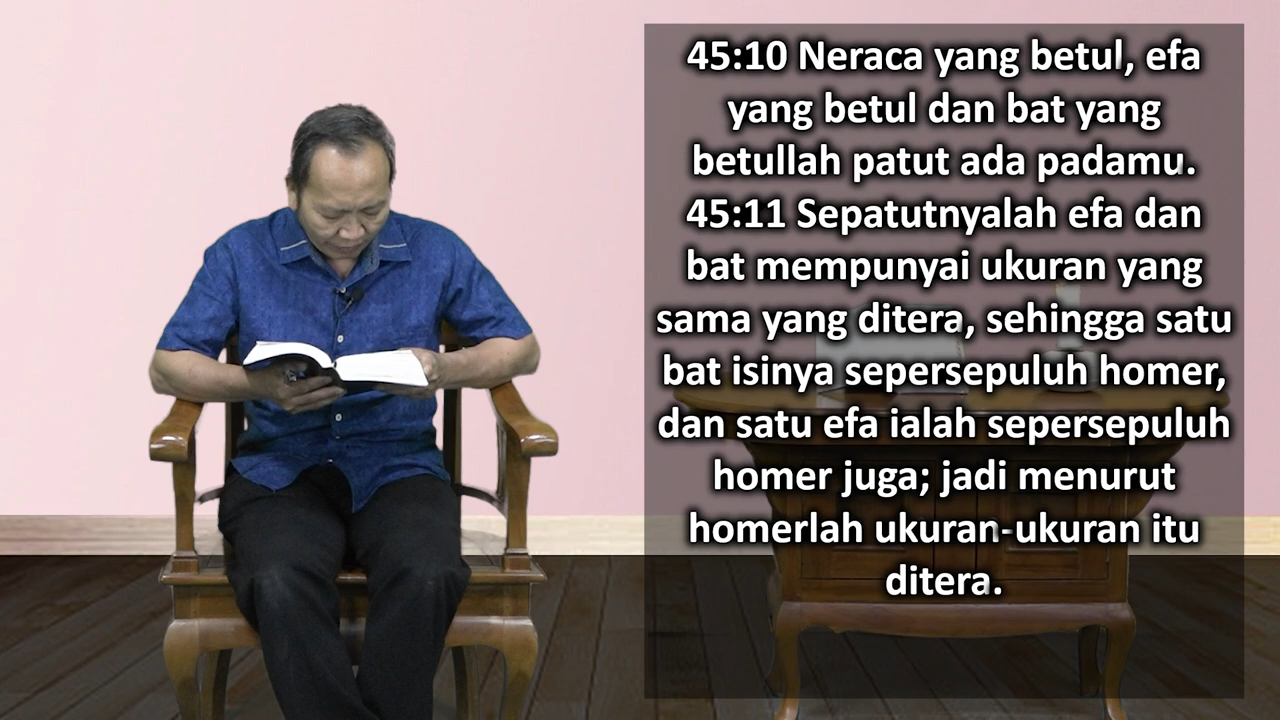 45:10 Neraca yang betul, efa
yang betul dan bat yang
betullah patut ada padamu.
45:11 Sepatutnyalah efa dan
bat mempunyai ukuran yang
sama yang ditera, sehingga satu
bat isinya sepersepuluh homer,
dan satu efa ialah sepersepuluh
homer juga; jadi menurut
homerlah ukuran-ukuran itu
ditera.